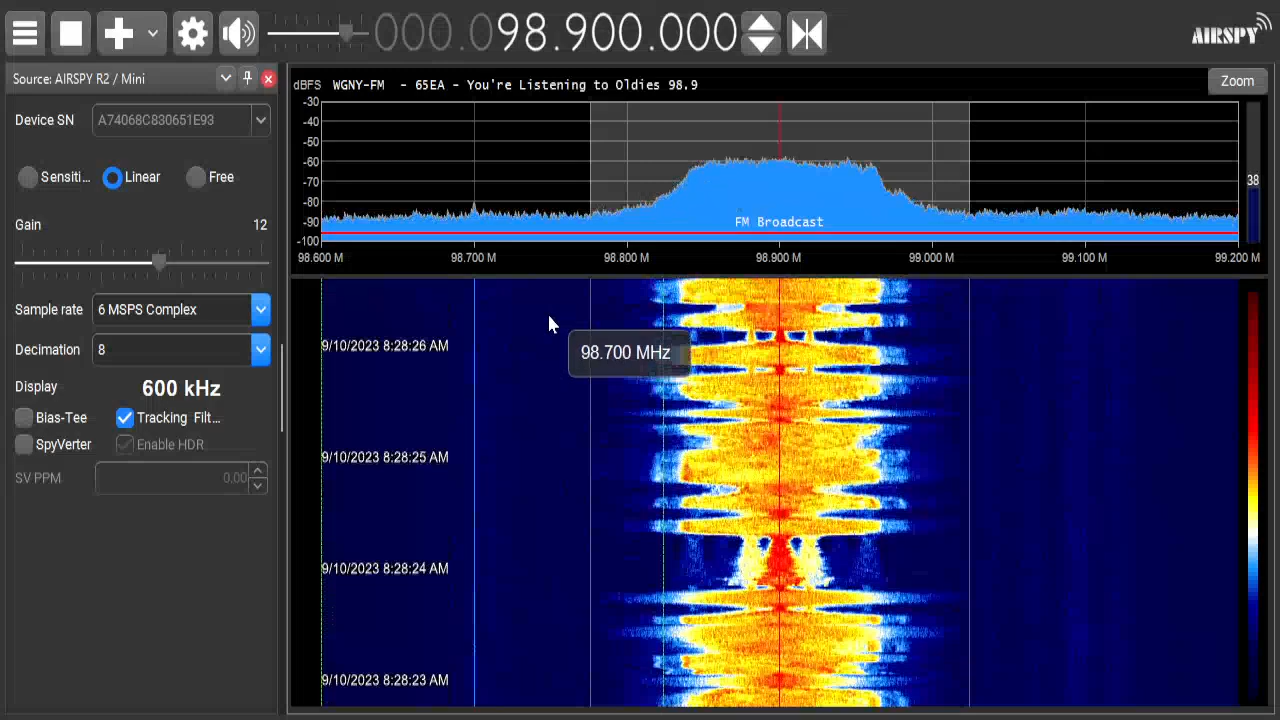 000.098.900.000
AIRSPY
Source: AIRSPY R2 / Mini
Device SN
A74068C830651E93
Sensiti...
Linear
Free
Gain
12
Sample rate
6 MSPS Complex
Decimation
8
Display
600 kHz
Bias-Tee
Tracking Filt...
SpyVerter
Enable HDR
SV PPM
0,00
dBFS
WGNY-FM - 65EA - You're Listening to Oldies 98.9
Zoom
-30
-40
-50
-60
-70
-80
-90
-100
38
FM Broadcast
98.600 M
98.700 M
98.800 M
98.900 M
99.000 M
99.100 M
99.200 M
9/10/2023 8:28:26 AM
98.700 MHz
9/10/2023 8:28:25 AM
9/10/2023 8:28:24 AM
9/10/2023 8:28:23 AM